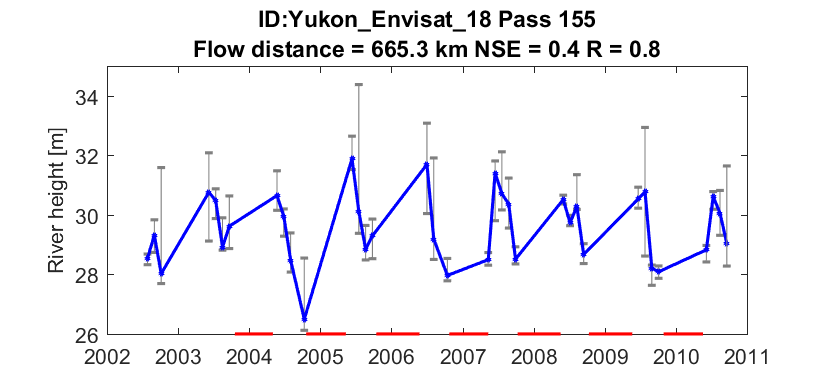 ID:Yukon_Envisat_18 Pass 155
Flow distance = 665.3 km NSE = 0.4 R = 0.8
River height [m]
34
32
30
28
26
2002 2003 2004 2005 2006 2007 2008 2009 2010 2011